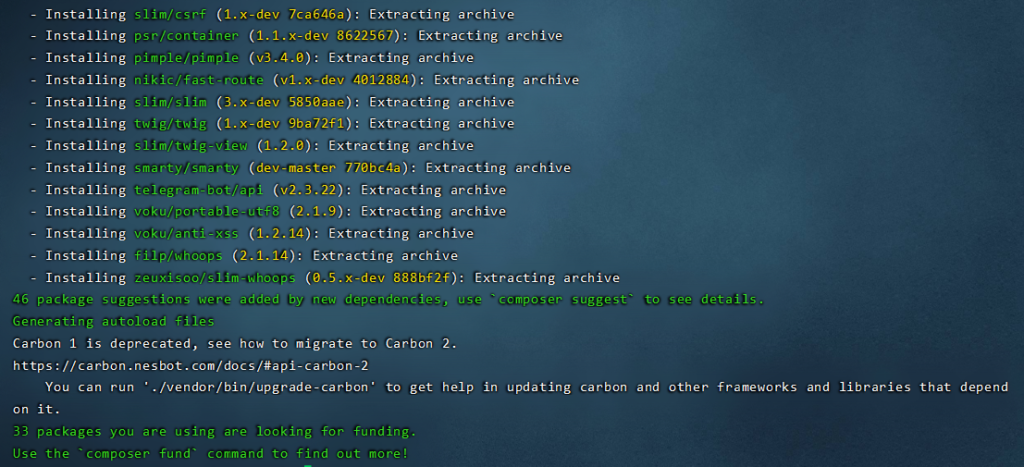 - Installing slim/csrf (1.x-dev 7ca646a): Extracting archive
- Installing psr/container (1.1.x-dev 8622567): Extracting archive
- Installing pimple/pimple (v3.4.0): Extracting archive
- Installing nikic/fast-route (v1.x-dev 4012884): Extracting archive
- Installing slim/slim (3.x-dev 5850aae): Extracting archive
- Installing twig/twig (1.x-dev 9ba72f1): Extracting archive
- Installing slim/twig-view (1.2.0): Extracting archive
- Installing smarty/smarty (dev-master 770bc4a): Extracting archive
- Installing telegram-bot/api (v2.3.22): Extracting archive
- Installing voku/portable-utf8 (2.1.9): Extracting archive
- Installing voku/anti-xss (1.2.14): Extracting archive
- Installing filp/whoops (2.1.14): Extracting archive
- Installing zeuxisoo/slim-whoops (0.5.x-dev 888bf2f): Extracting archive
46 package suggestions were added by new dependencies, use `composer suggest` to see details.
Generating autoload files
Carbon 1 is deprecated, see how to migrate to Carbon 2.
https://carbon.nesbot.com/docs/#api-carbon-2
You can run './vendor/bin/upgrade-carbon' to get help in updating carbon and other frameworks and libraries that depend
on it.
33 packages you are using are looking for funding.
Use the `composer fund` command to find out more!